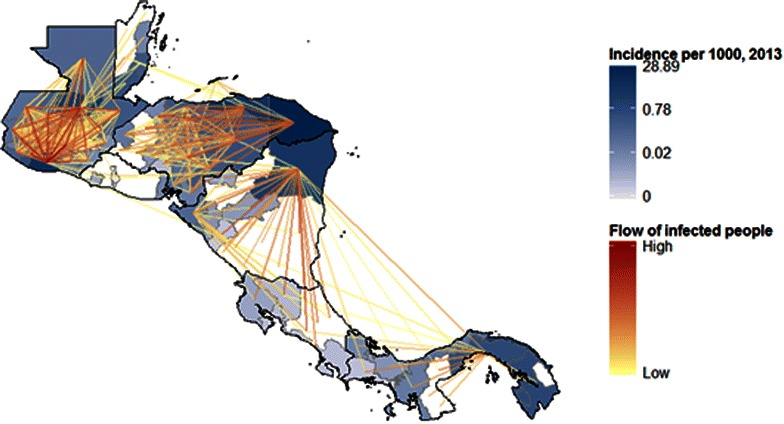 Incidence per 1000, 2013
28.89
0.78
0.02
0
Flow of infected people
High
Low